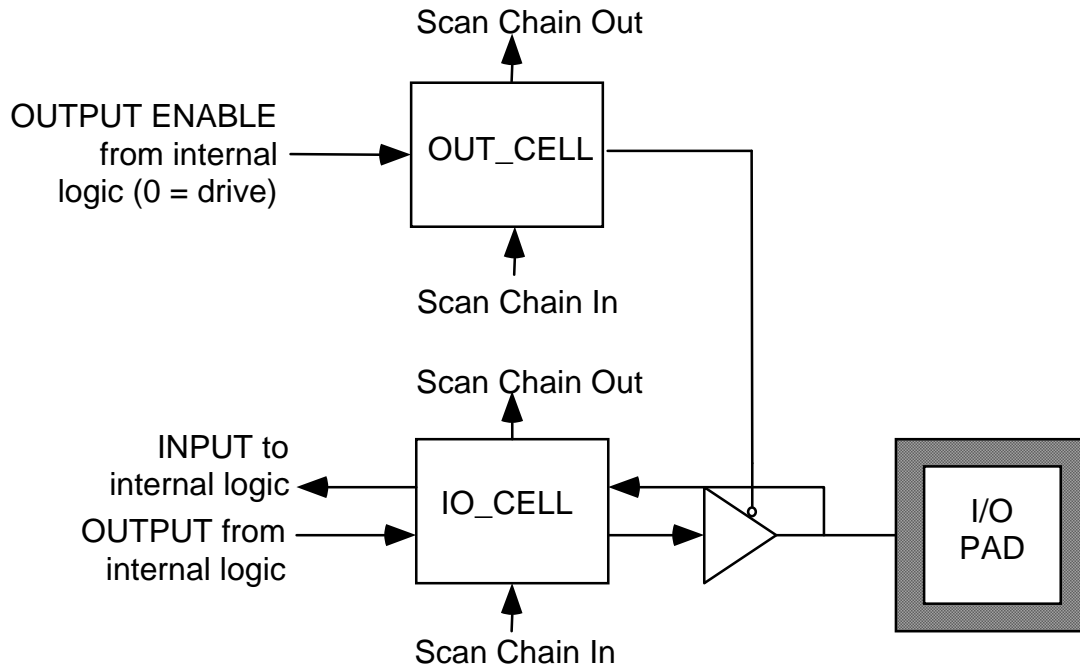 Scan Chain Out
OUTPUT ENABLE
from internal
logic (0 = drive)
OUT_CELL
Scan Chain In
Scan Chain Out
INPUT to
internal logic
OUTPUT from
internal logic
IO_CELL
I/O
PAD
Scan Chain In